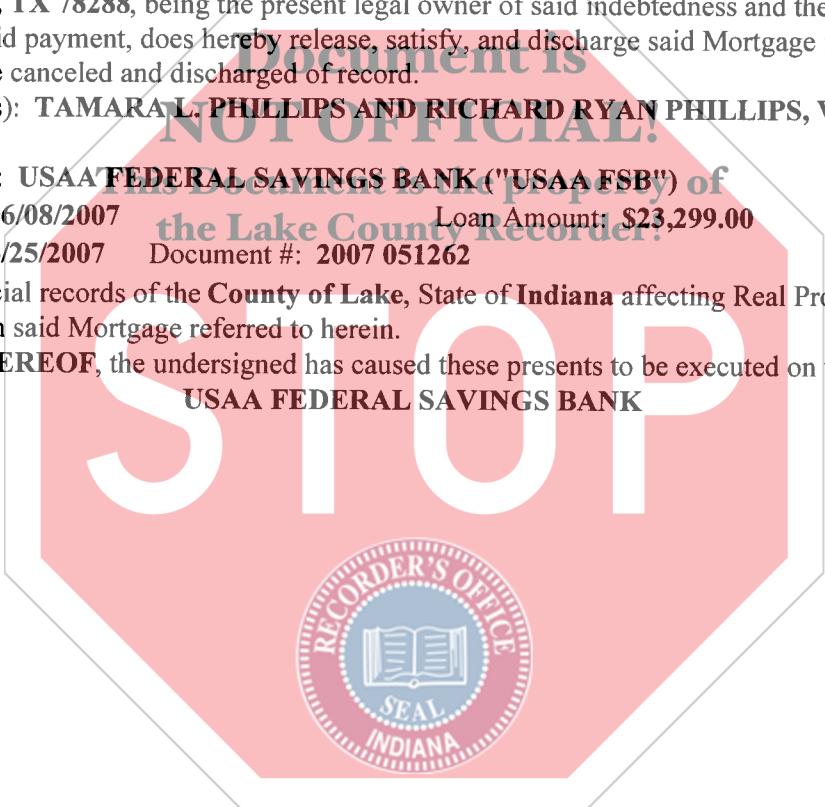 , TX 78288, being the present legal owner of said indebtedness and the
id payment, does hereby release, satisfy, and discharge said Mortgage
e canceled and discharged of record.
s): TAMARA L. PHILLIPS AND RICHARD RYAN PHILLIPS,
: USAA FEDERAL SAVINGS BANK ("USAA FSB")
6/08/2007 Loan Amount: $23,299.00
/25/2007 Document #: 2007 051262
cial records of the County of Lake, State of Indiana affecting Real Pro
n said Mortgage referred to herein.
EREOF, the undersigned has caused these presents to be executed on
USAA FEDERAL SAVINGS BANK
Document is
NOT OFFICIAL!
This Document is the property of
the Lake County Recorder!
STOP
RECORDER'S OFFICE
SEAL
INDIANA